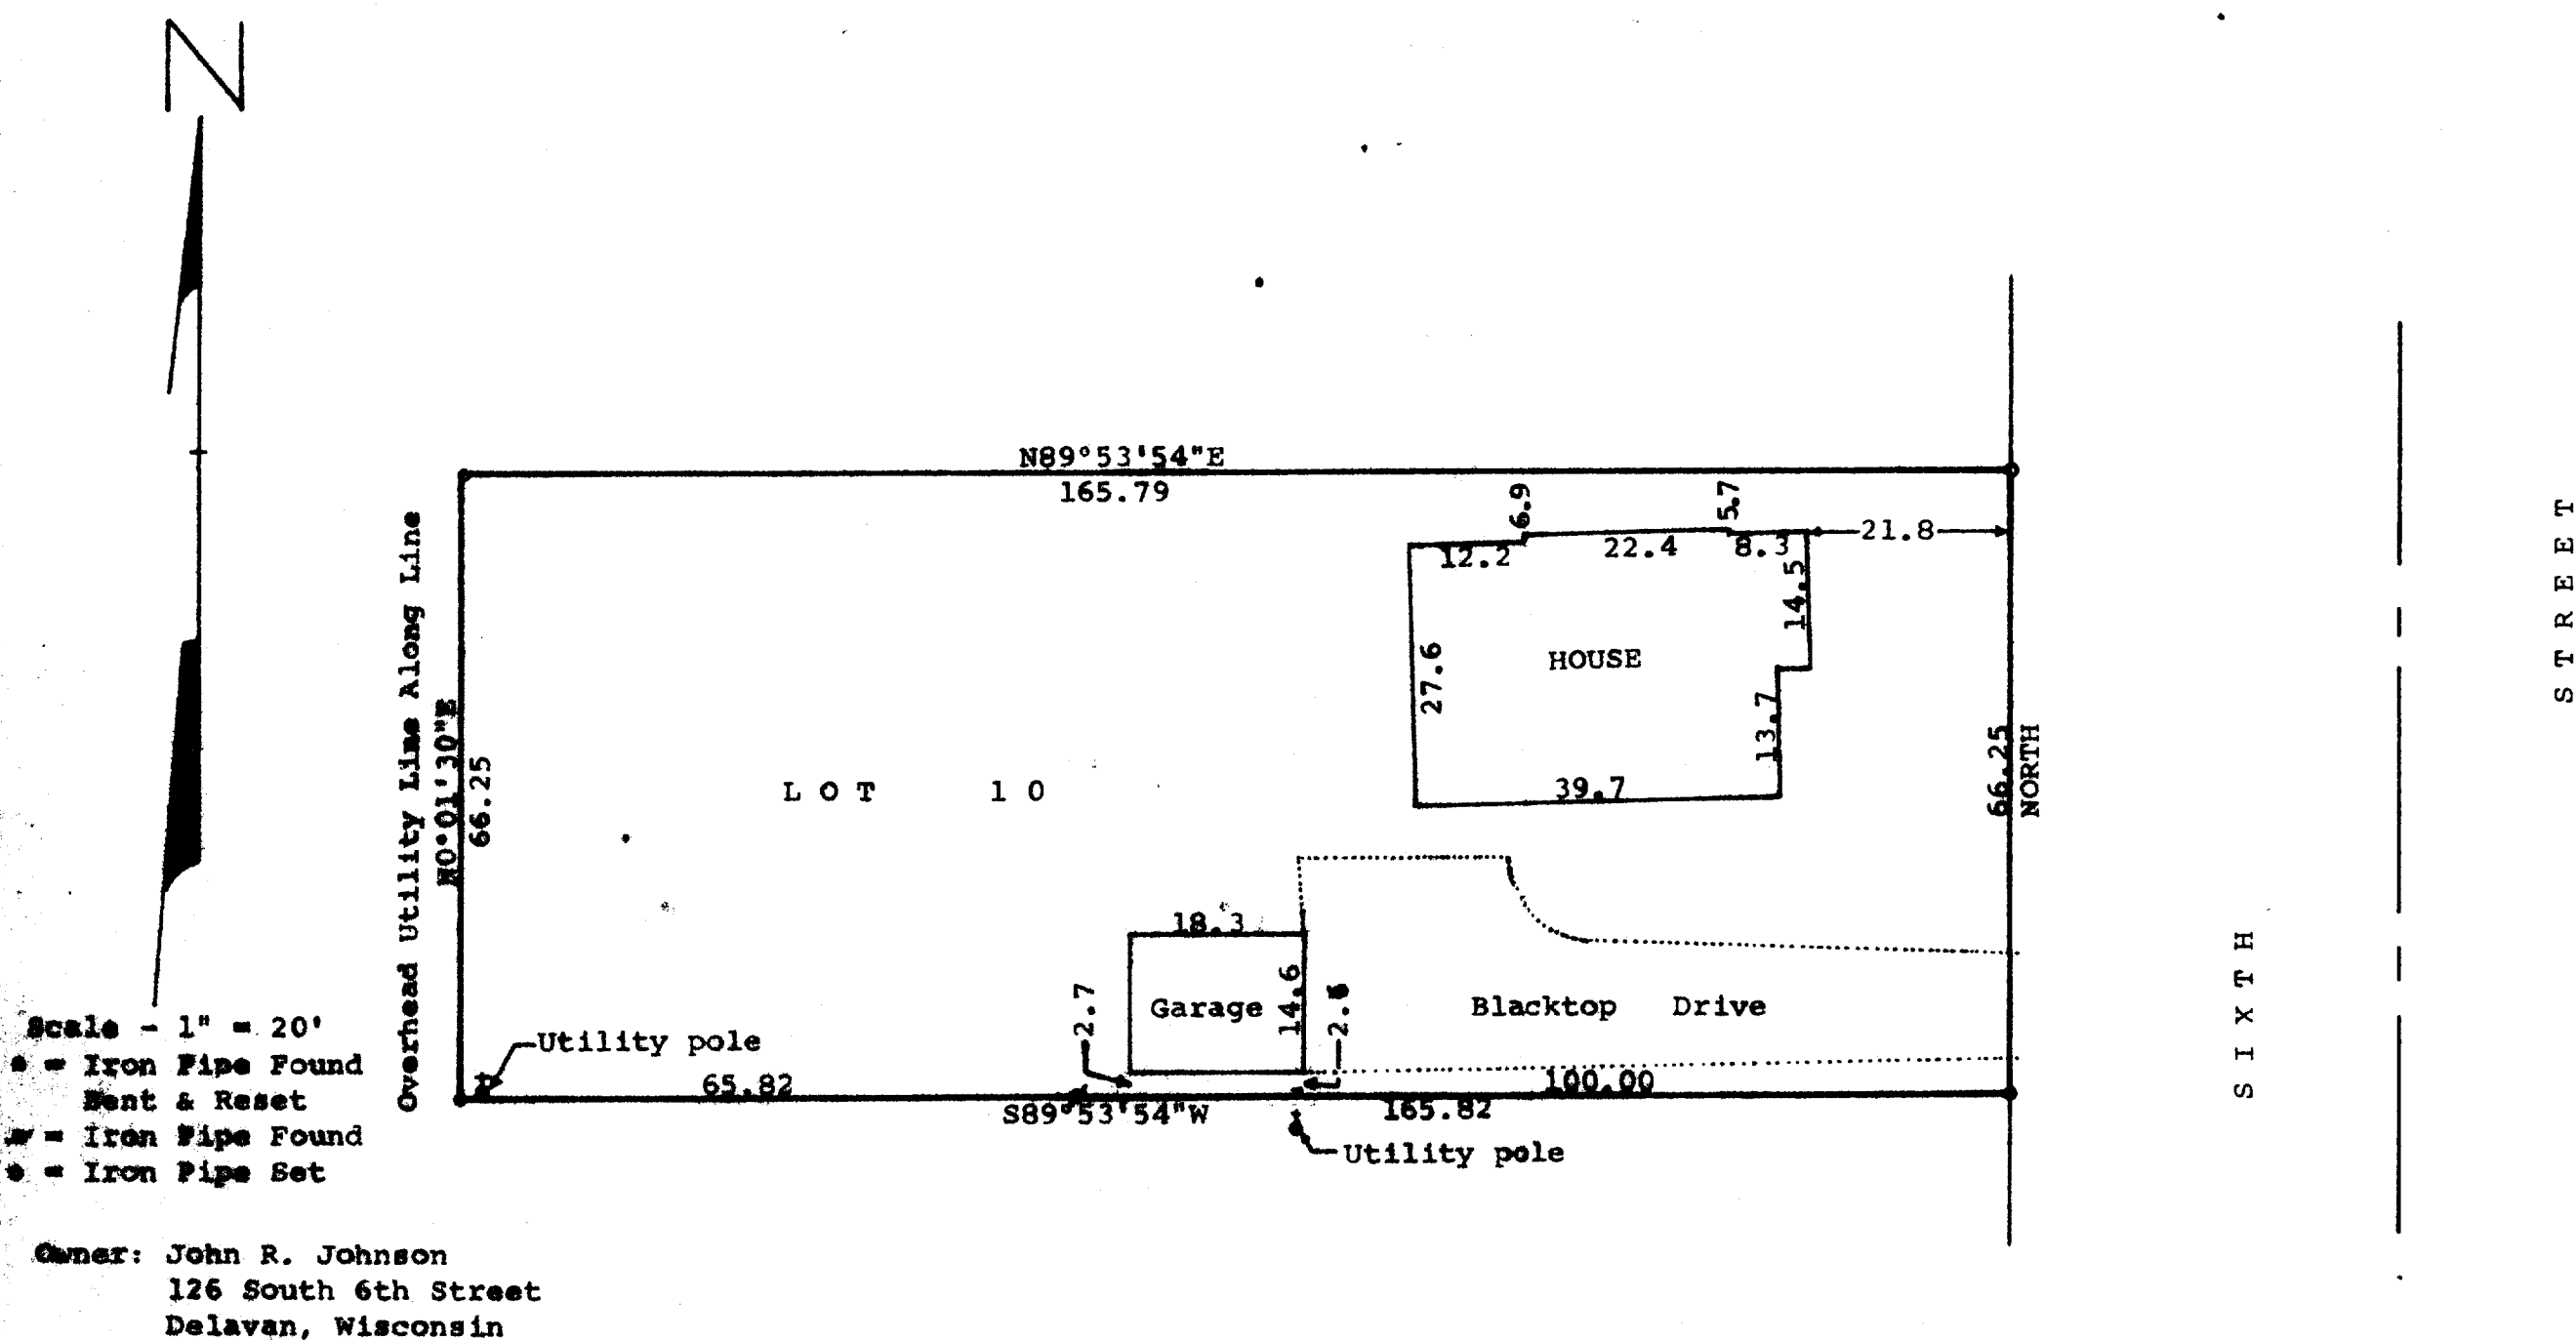 N
N89°53'54"E
165.79
6.9
5.7
21.8
12.2
22.4
8.3
14.5
HOUSE
27.6
13.7
39.7
Overhead Utility Line Along Line
N0°01'30"E
66.25
LOT 10
66.25
NORTH
STREET
SIXTH
18.3
14.6
Garage
2.7
Blacktop Drive
Utility pole
65.82
100.00
S89°53'54"W
165.82
Utility pole
Scale - 1" = 20'
= Iron Pipe Found
Bent & Reset
= Iron Pipe Found
= Iron Pipe Set
Owner: John R. Johnson
126 South 6th Street
Delavan, Wisconsin